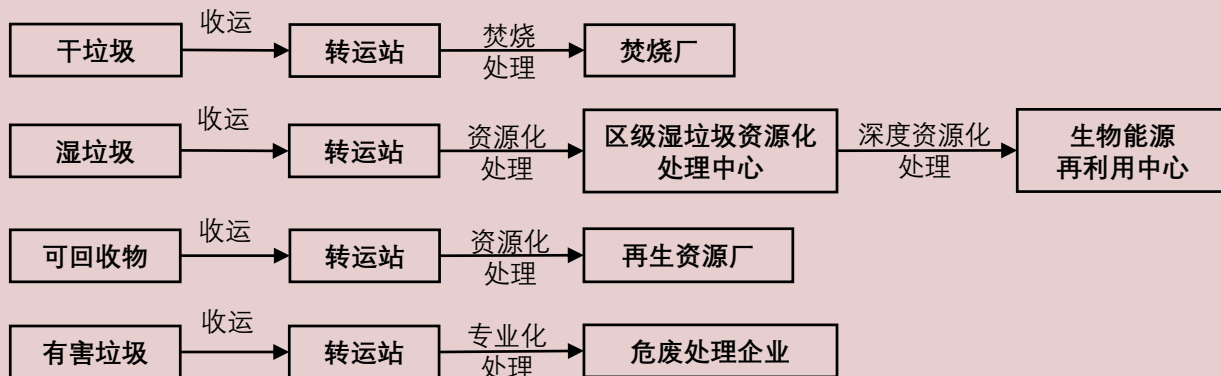 干垃圾
收运
转运站
焚烧
处理
焚烧厂
湿垃圾
收运
转运站
资源化
处理
区级湿垃圾资源化
处理中心
深度资源化
处理
生物能源
再利用中心
可回收物
收运
转运站
资源化
处理
再生资源厂
有害垃圾
收运
转运站
专业化
处理
危废处理企业